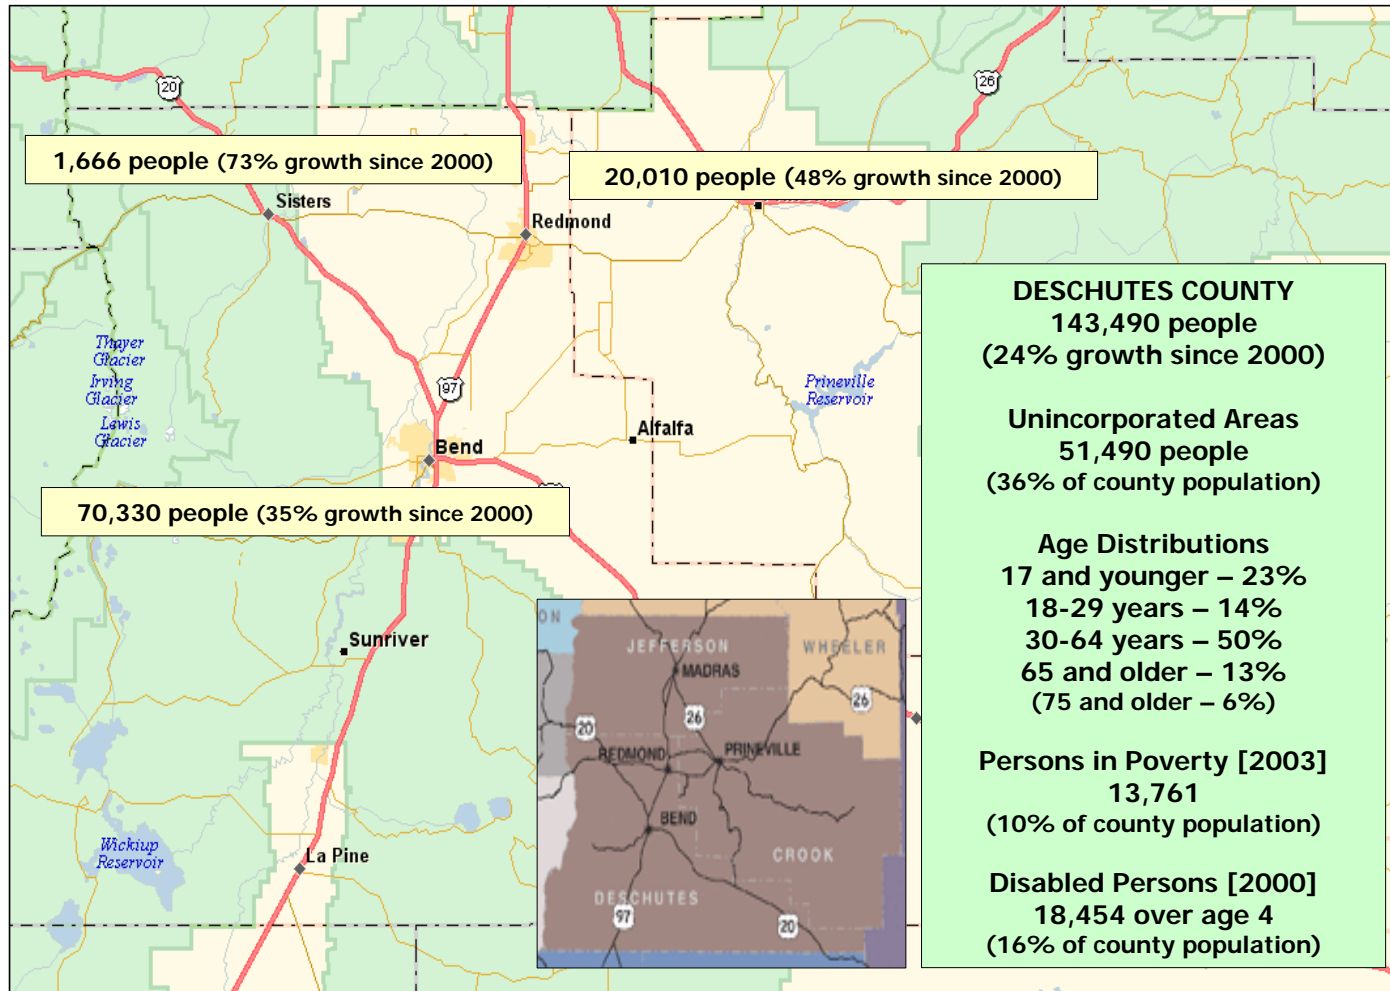 20
26
1,666 people (73% growth since 2000)
20,010 people (48% growth since 2000)
Sisters
Redmond
Thayer
Glacier
Irving
Glacier
Lewis
Glacier
97
Prineville
Reservoir
Alfalfa
Bend
70,330 people (35% growth since 2000)
Sunriver
Wickiup
Reservoir
La Pine
ON
JEFFERSON
WHEELER
MADRAS
26
20
26
REDMOND
PRINEVILLE
BEND
CROOK
DESCHUTES
97
20
DESCHUTES COUNTY
143,490 people
(24% growth since 2000)
Unincorporated Areas
51,490 people
(36% of county population)
Age Distributions
17 and younger – 23%
18-29 years – 14%
30-64 years – 50%
65 and older – 13%
(75 and older – 6%)
Persons in Poverty [2003]
13,761
(10% of county population)
Disabled Persons [2000]
18,454 over age 4
(16% of county population)